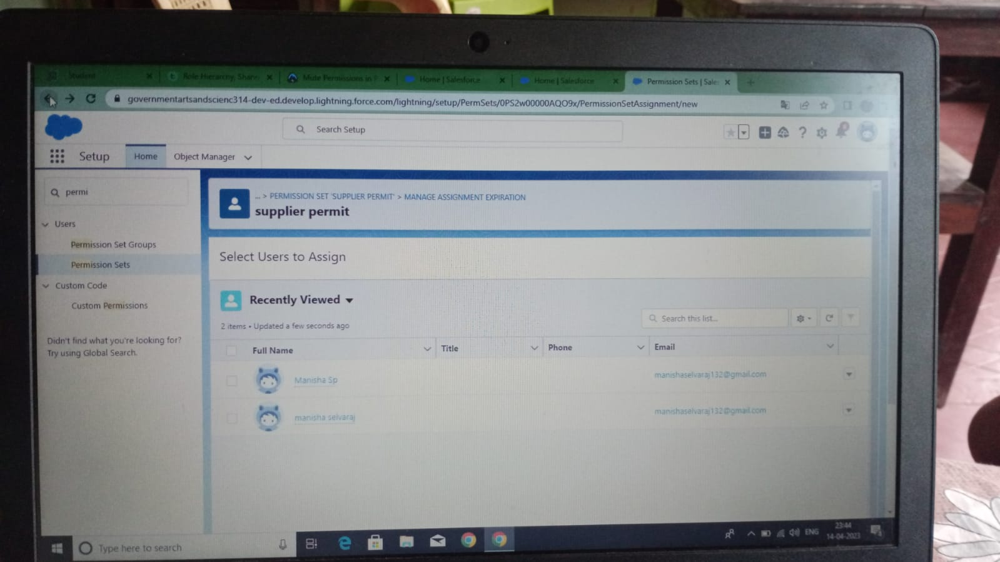 Student
Role Hierarchy, Sharin
Mute Permissions in P
Home | Salesforce
Home | Salesforce
Permission Sets | Sale
governmentartsandscienc314-dev-ed.develop.lightning.force.com/lightning/setup/PermSets/0PS2w00000AQO9x/PermissionSetAssignment/new
Search Setup
Setup
Home
Object Manager
permi
Users
Permission Set Groups
Permission Sets
Custom Code
Custom Permissions
Didn't find what you're looking for?
Try using Global Search.
... > PERMISSION SET 'SUPPLIER PERMIT' > MANAGE ASSIGNMENT EXPIRATION
supplier permit
Select Users to Assign
Recently Viewed
2 items • Updated a few seconds ago
Search this list...
Full Name
Title
Phone
Email
Manisha Sp
manishaselvaraj132@gmail.com
manisha selvaraj
manishaselvaraj132@gmail.com
Type here to search
ENG
23:44
14-04-2023